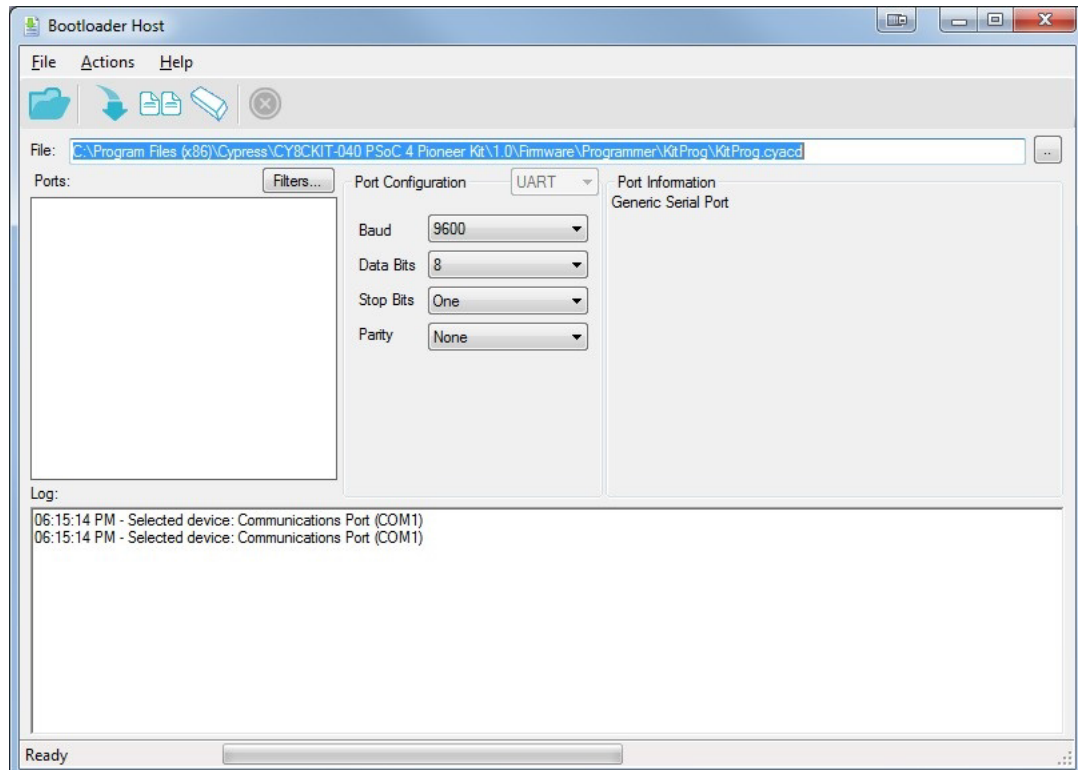 Bootloader Host
File Actions Help
File: C:\Program Files (x86)\Cypress\CY8CKIT-040 PSoC 4 Pioneer Kit\1.0\Firmware\Programmer\KitProg\KitProg.cyacd ..
Ports: Filters...
Port Configuration UART
Baud 9600
Data Bits 8
Stop Bits One
Parity None
Port Information
Generic Serial Port
Log:
06:15:14 PM - Selected device: Communications Port (COM1)
06:15:14 PM - Selected device: Communications Port (COM1)
Ready